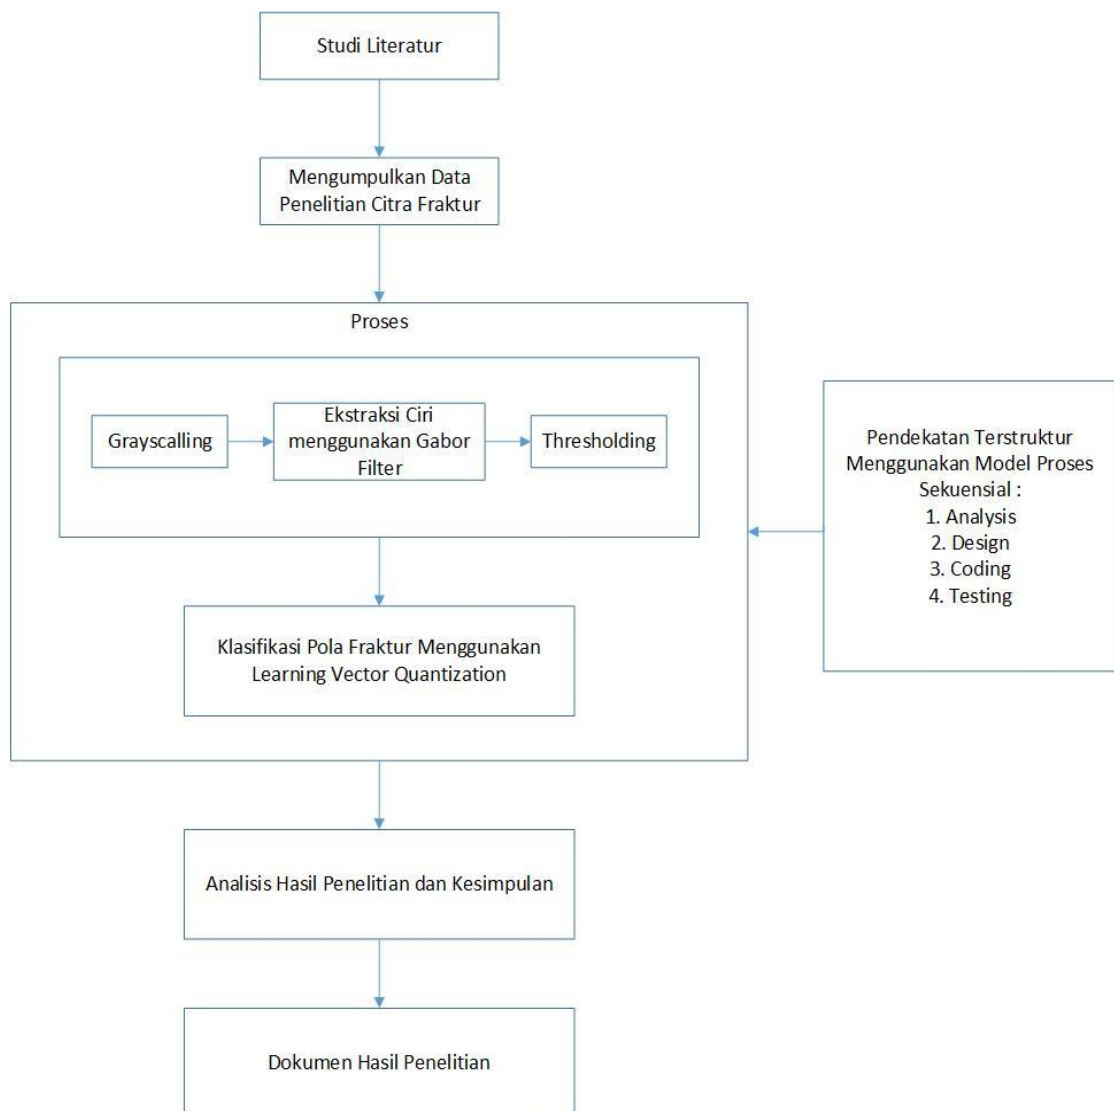 Studi Literatur
Mengumpulkan Data
Penelitian Citra Fraktur
Proses
Grayscalling
Ekstraksi Ciri
menggunakan Gabor
Filter
Thresholding
Klasifikasi Pola Fraktur Menggunakan
Learning Vector Quantization
Pendekatan Terstruktur
Menggunakan Model Proses
Sekuensial :
1. Analysis
2. Design
3. Coding
4. Testing
Analisis Hasil Penelitian dan Kesimpulan
Dokumen Hasil Penelitian